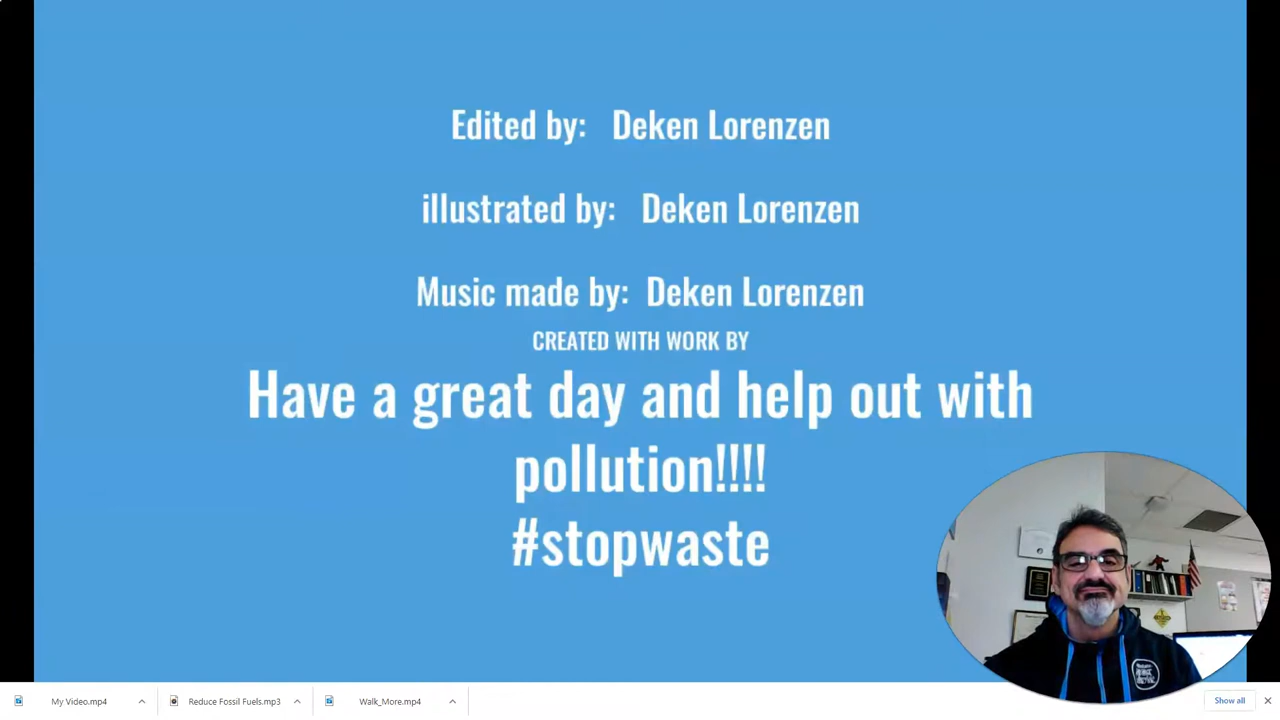 Edited by: Deken Lorenzen
illustrated by: Deken Lorenzen
Music made by: Deken Lorenzen
CREATED WITH WORK BY
Have a great day and help out with
pollution!!!!
#stopwaste
My Video.mp4
Reduce Fossil Fuels.mp3
Walk_More.mp4
Show all